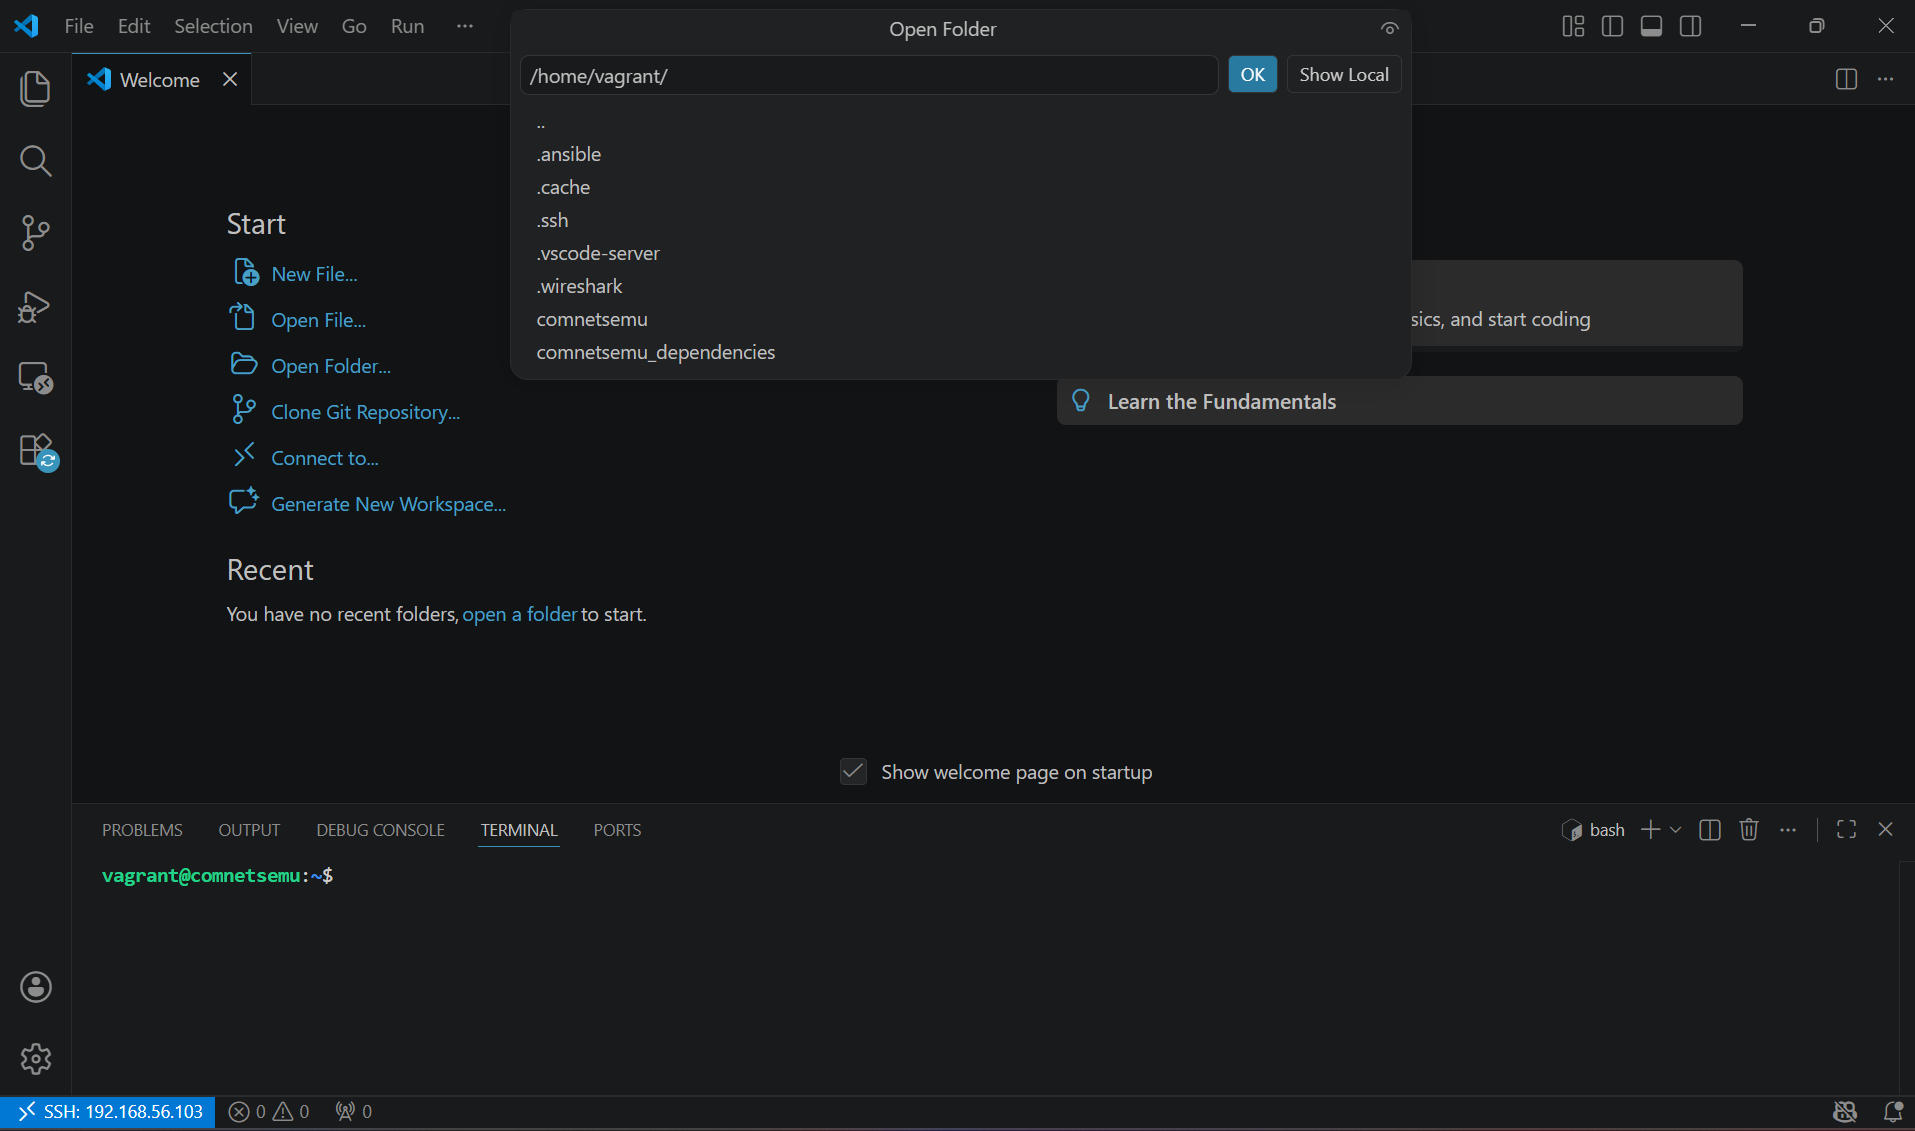 File Edit Selection View Go Run ···
Open Folder
/home/vagrant/ OK Show Local
..
.ansible
.cache
.ssh
.vscode-server
.wireshark
comnetsemu
comnetsemu_dependencies
Welcome
Start
New File...
Open File...
Open Folder...
Clone Git Repository...
Connect to...
Generate New Workspace...
Recent
You have no recent folders, open a folder to start.
sics, and start coding
Learn the Fundamentals
Show welcome page on startup
PROBLEMS OUTPUT DEBUG CONSOLE TERMINAL PORTS
bash
vagrant@comnetsemu:~$
SSH: 192.168.56.103 0 0 0